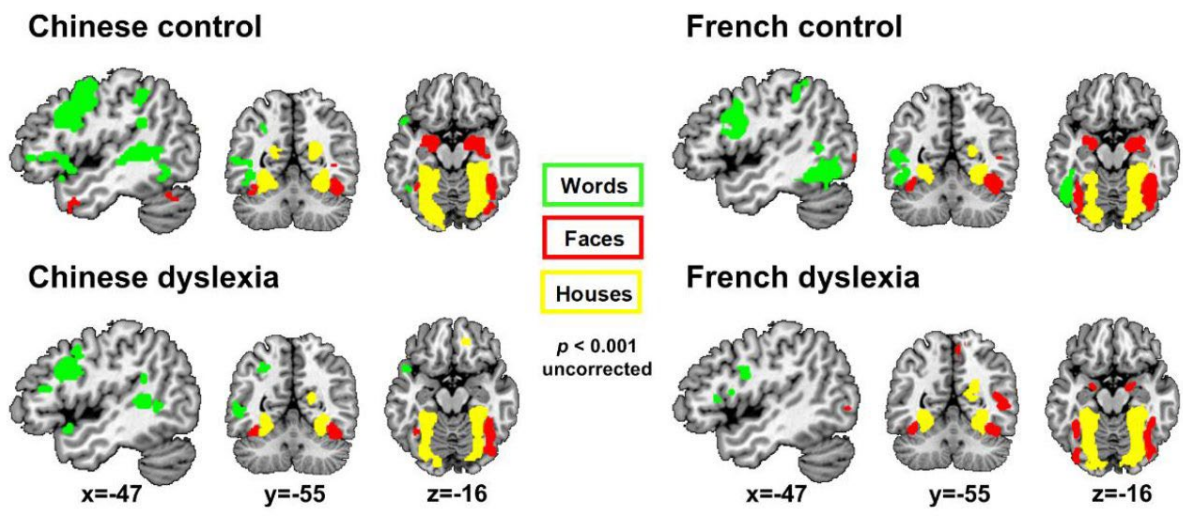 Chinese control
French control
Words
Faces
Houses
p < 0.001
uncorrected
Chinese dyslexia
French dyslexia
x=-47
y=-55
z=-16
x=-47
y=-55
z=-16